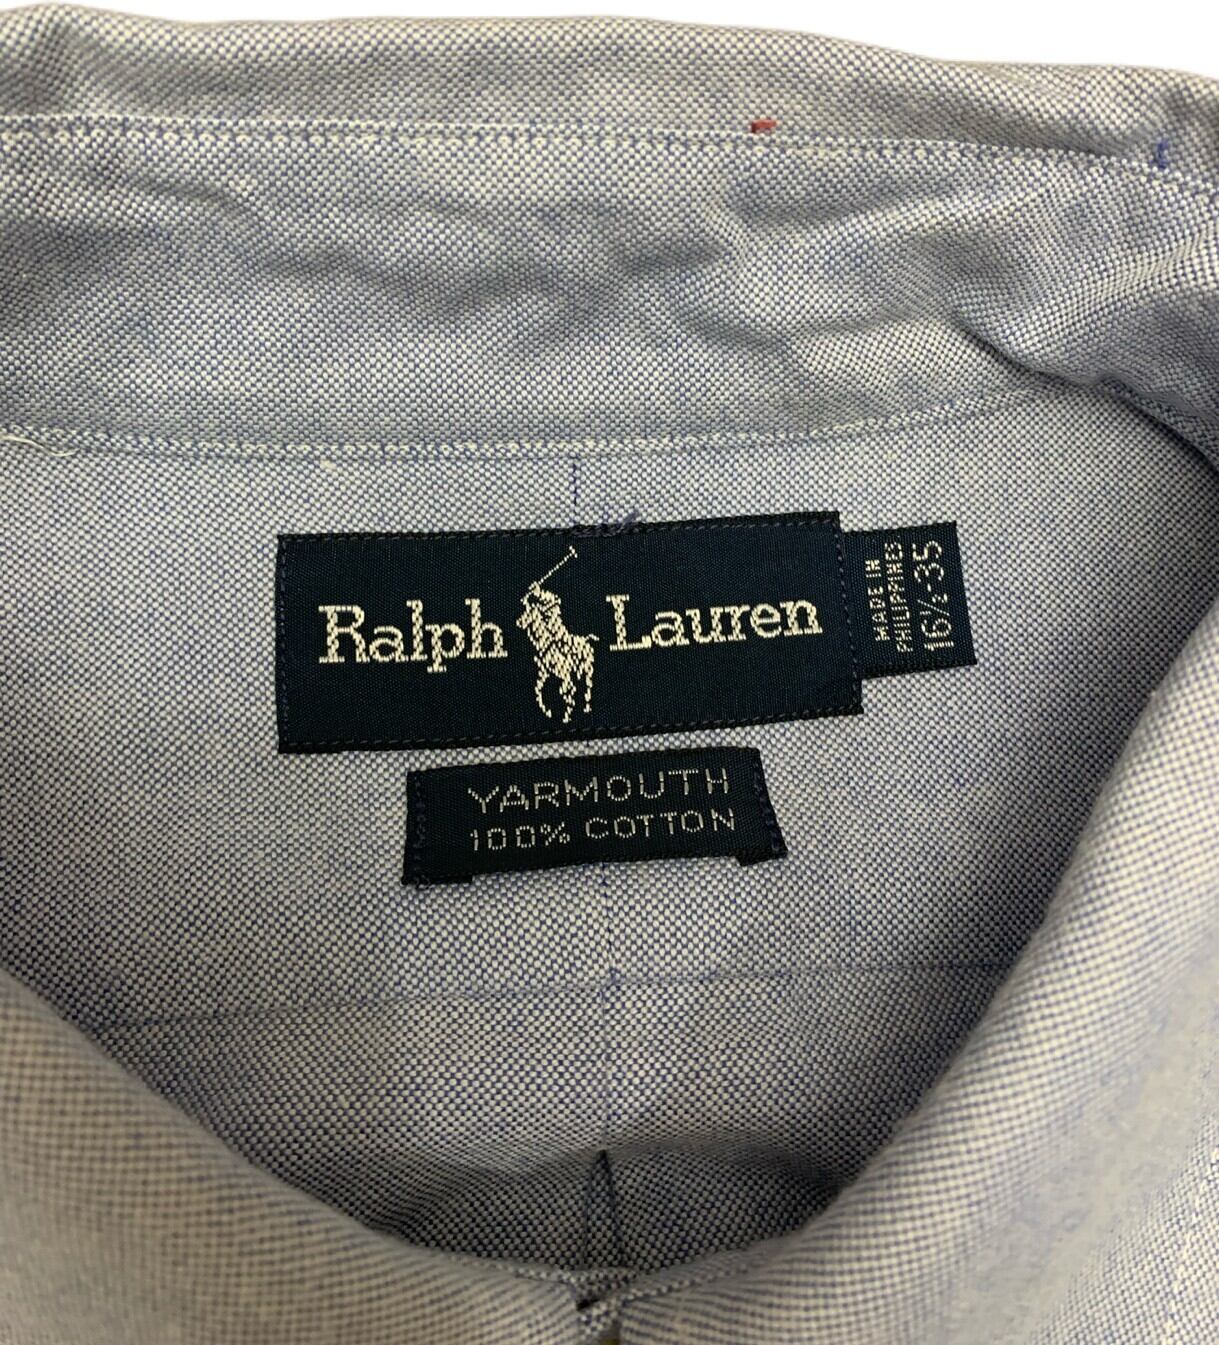 Ralph Lauren
MADE IN
PHILIPPINES
16½-35
YARMOUTH
100% COTTON